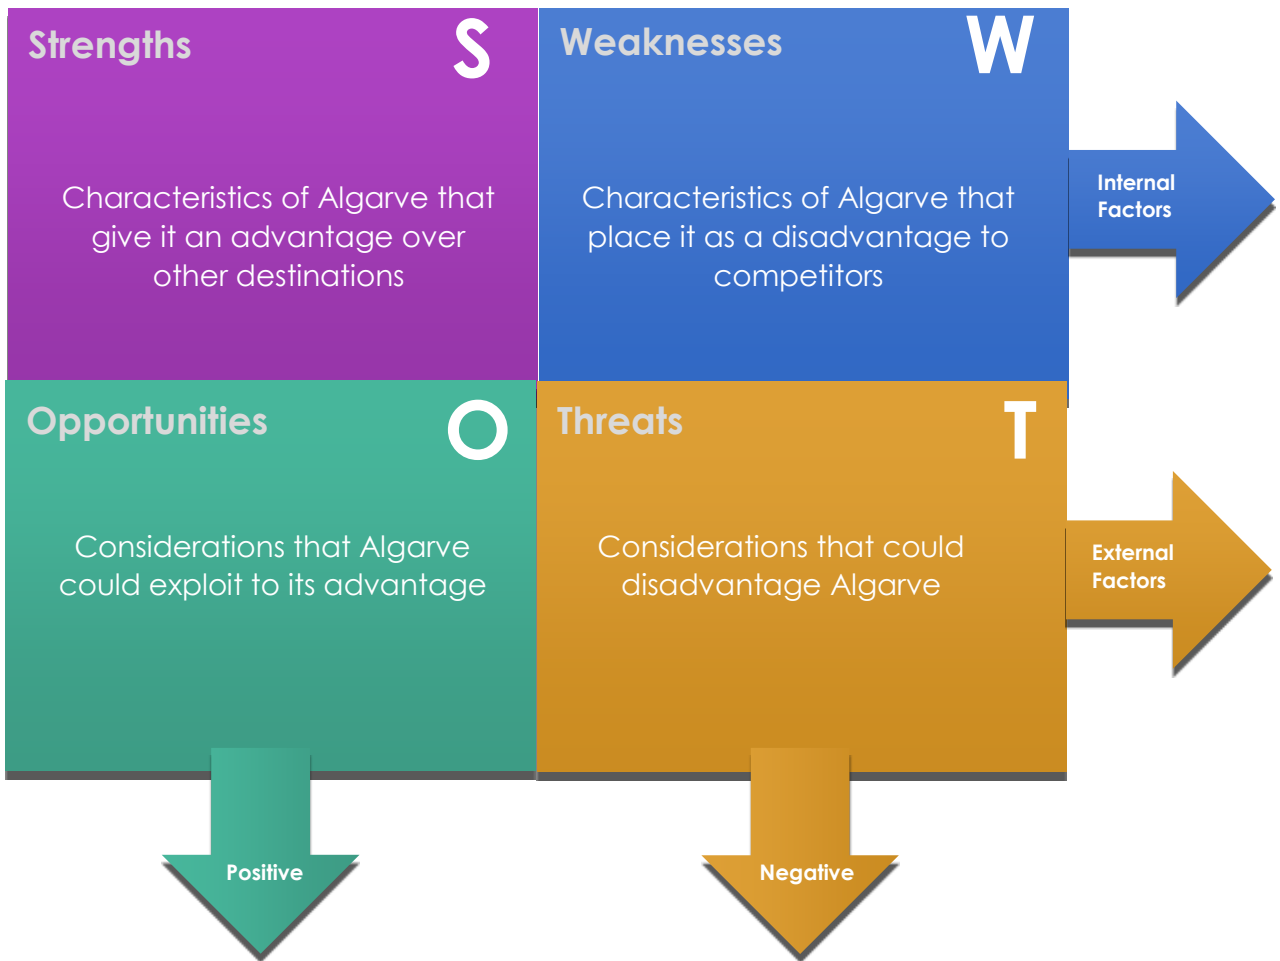 Strengths S
Characteristics of Algarve that
give it an advantage over
other destinations
Weaknesses W
Characteristics of Algarve that
place it as a disadvantage to
competitors
Internal
Factors
Opportunities O
Considerations that Algarve
could exploit to its advantage
Threats T
Considerations that could
disadvantage Algarve
External
Factors
Positive
Negative